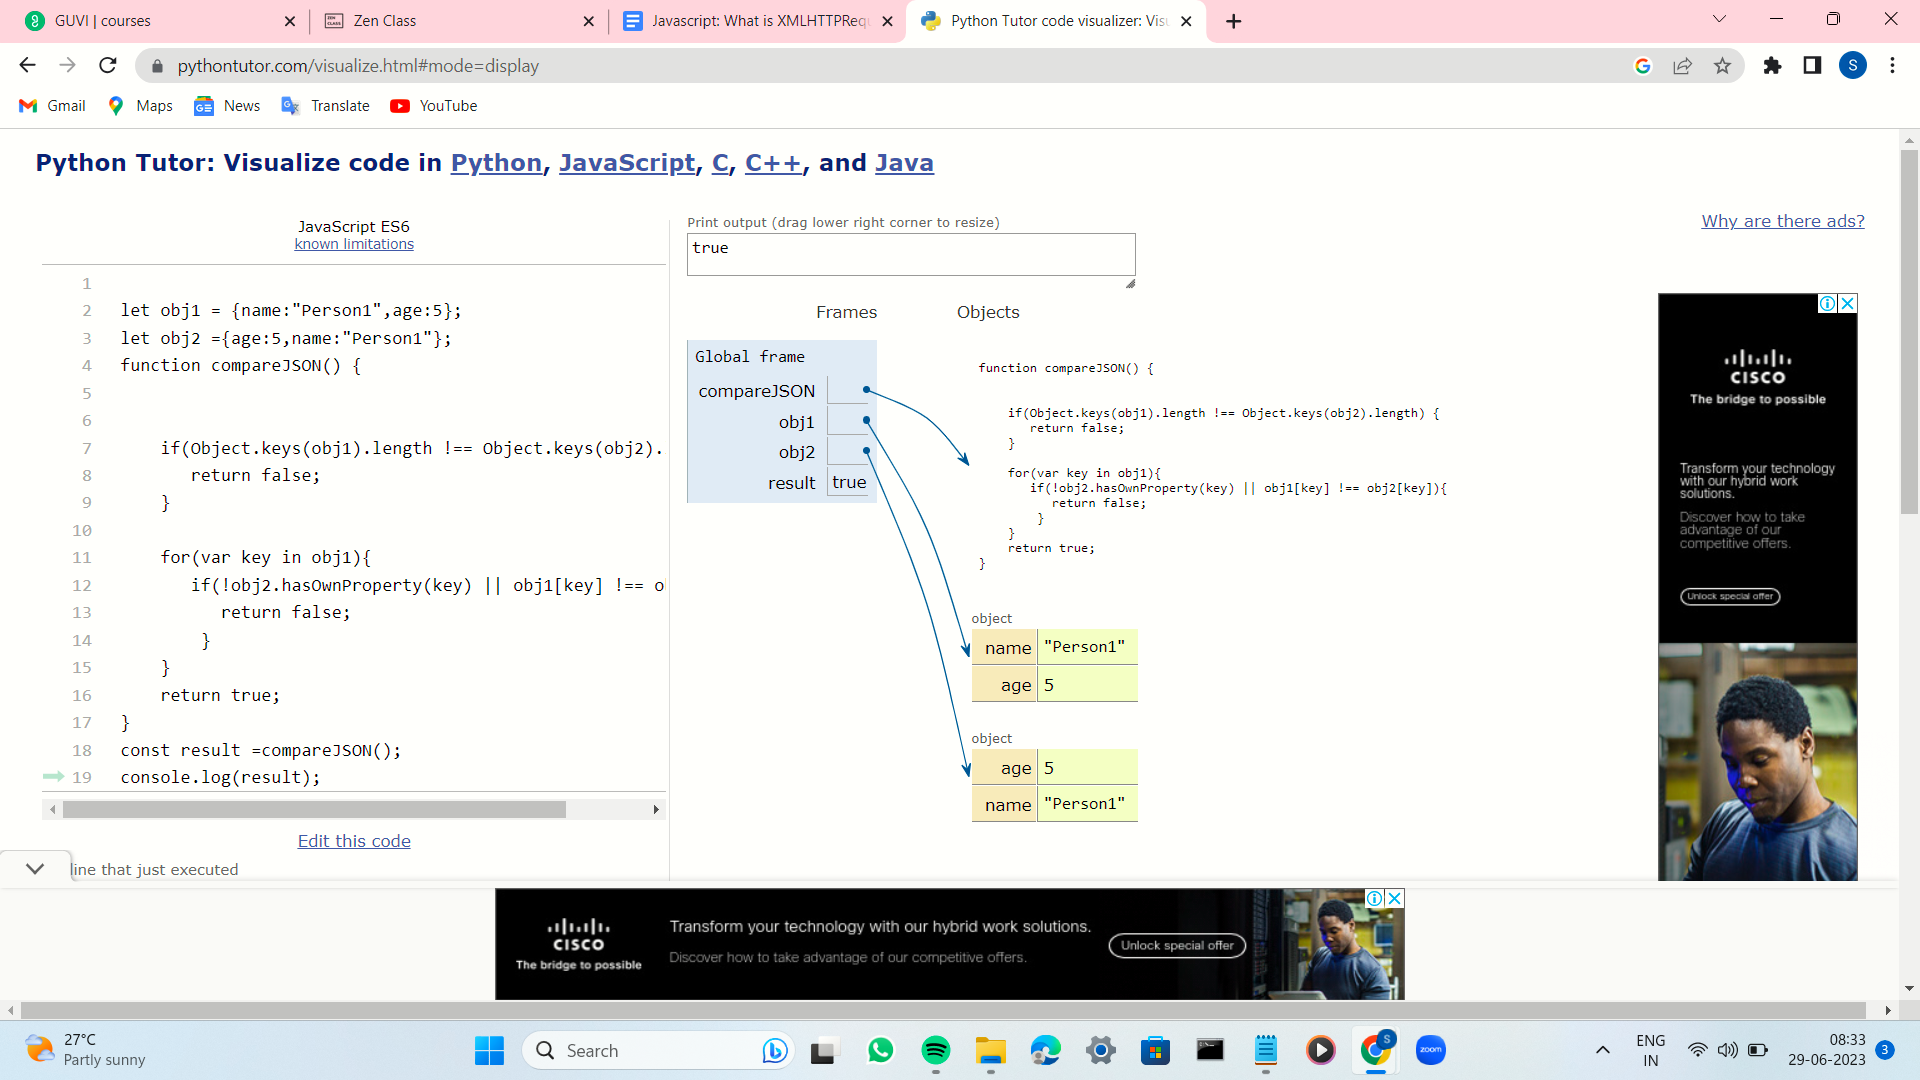 GUVI | courses
Zen Class
Javascript: What is XMLHTTPRequ
Python Tutor code visualizer: Visu
pythontutor.com/visualize.html#mode=display
S
Gmail
Maps
News
Translate
YouTube
Python Tutor: Visualize code in Python, JavaScript, C, C++, and Java
JavaScript ES6
known limitations
1
2 let obj1 = {name:"Person1",age:5};
3 let obj2 ={age:5,name:"Person1"};
4 function compareJSON() {
5
6
7 if(Object.keys(obj1).length !== Object.keys(obj2).
8 return false;
9 }
10
11 for(var key in obj1){
12 if(!obj2.hasOwnProperty(key) || obj1[key] !== o
13 return false;
14 }
15 }
16 return true;
17 }
18 const result =compareJSON();
19 console.log(result);
Edit this code
line that just executed
Print output (drag lower right corner to resize)
true
Frames
Objects
Global frame
compareJSON
obj1
obj2
result true
function compareJSON() {
if(Object.keys(obj1).length !== Object.keys(obj2).length) {
return false;
}
for(var key in obj1){
if(!obj2.hasOwnProperty(key) || obj1[key] !== obj2[key]){
return false;
}
}
return true;
}
object
name "Person1"
age 5
object
age 5
name "Person1"
Why are there ads?
CISCO
The bridge to possible
Transform your technology
with our hybrid work
solutions.
Discover how to take
advantage of our
competitive offers.
Unlock special offer
CISCO
The bridge to possible
Transform your technology with our hybrid work solutions.
Discover how to take advantage of our competitive offers.
Unlock special offer
27°C
Partly sunny
Search
S
zoom
ENG
IN
08:33
29-06-2023
3